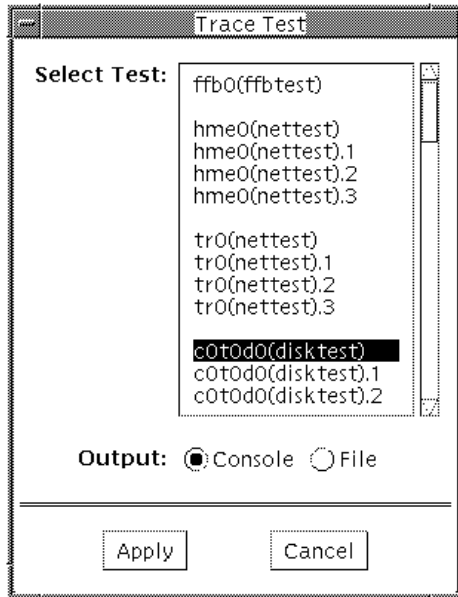 Trace Test
Select Test:
ffb0(ffbtest)
hme0(nettest)
hme0(nettest).1
hme0(nettest).2
hme0(nettest).3
tr0(nettest)
tr0(nettest).1
tr0(nettest).2
tr0(nettest).3
c0t0d0(disktest)
c0t0d0(disktest).1
c0t0d0(disktest).2
Output: Console File
Apply Cancel